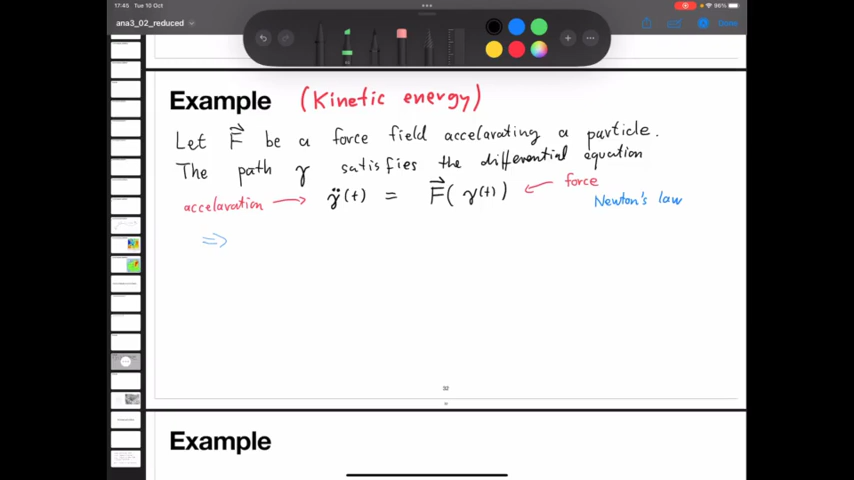 17:45 Tue 10 Oct
96%
ana3_02_reduced
Done
Example (Kinetic energy)
Let F⃗ be a force field accelarating a particle.
The path γ satisfies the differential equation
accelaration → γ̈(t) = F⃗(γ(t)) ← force
Newton's law
⇒
32
Example